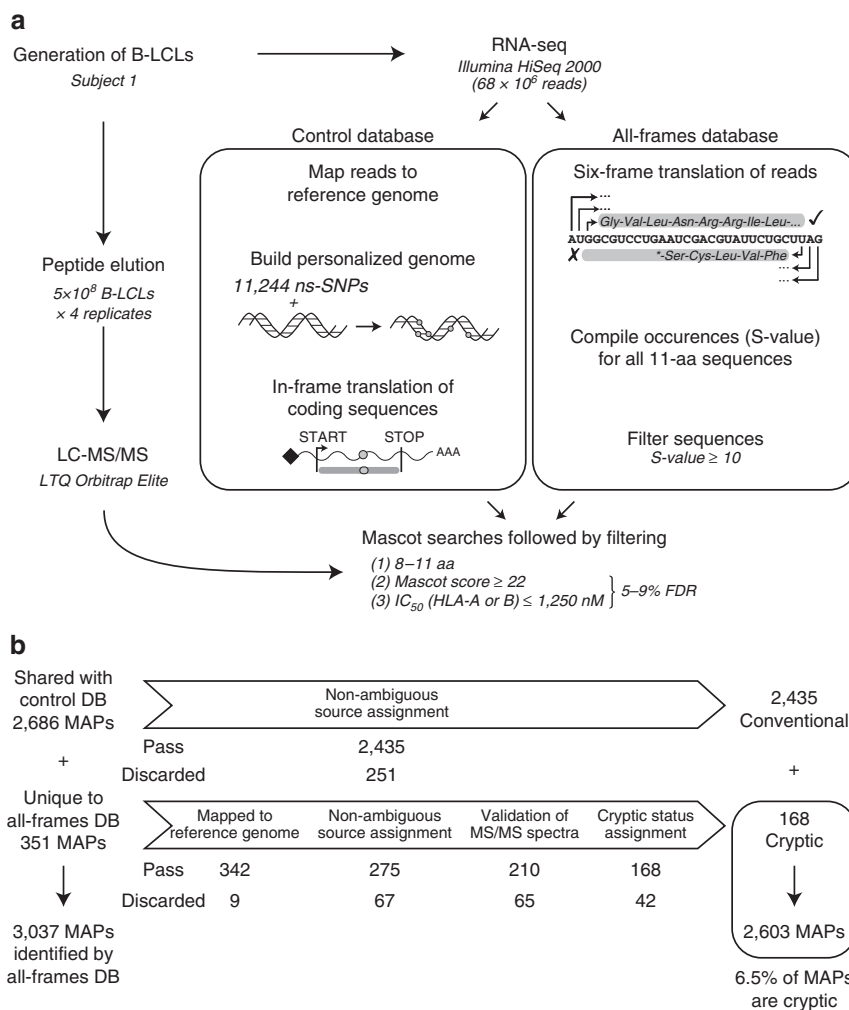 a
Generation of B-LCLs
Subject 1
RNA-seq
Illumina HiSeq 2000
(68 × 10⁶ reads)
Control database
All-frames database
Map reads to
reference genome
Six-frame translation of reads
...
...
Gly-Val-Leu-Asn-Arg-Arg-Ile-Leu-... ✓
AUGGCGUCCUGAAUCGACGUAUUCUGCUUAG
✗ *-Ser-Cys-Leu-Val-Phe
...
...
Peptide elution
5×10⁸ B-LCLs
× 4 replicates
Build personalized genome
11,244 ns-SNPs
+
Compile occurences (S-value)
for all 11-aa sequences
In-frame translation of
coding sequences
START STOP
AAA
Filter sequences
S-value ≥ 10
LC-MS/MS
LTQ Orbitrap Elite
Mascot searches followed by filtering
(1) 8–11 aa
(2) Mascot score ≥ 22
(3) IC₅₀ (HLA-A or B) ≤ 1,250 nM
} 5–9% FDR
b
Shared with
control DB
2,686 MAPs
Non-ambiguous
source assignment
2,435
Conventional
Pass 2,435
Discarded 251
+
+
Unique to
all-frames DB
351 MAPs
Mapped to
reference genome
Non-ambiguous
source assignment
Validation of
MS/MS spectra
Cryptic status
assignment
168
Cryptic
Pass 342 275 210 168
Discarded 9 67 65 42
3,037 MAPs
identified by
all-frames DB
2,603 MAPs
6.5% of MAPs
are cryptic